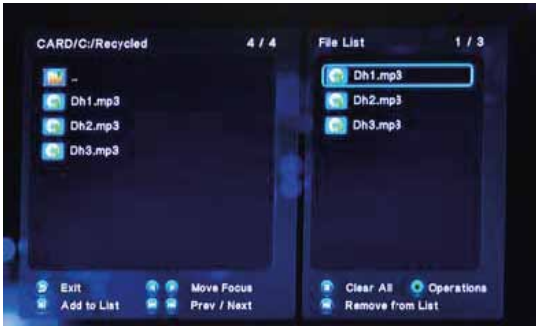 CARD/C:/Recycled 4 / 4
..
Dh1.mp3
Dh2.mp3
Dh3.mp3
Exit Move Focus
Add to List Prev / Next
File List 1 / 3
Dh1.mp3
Dh2.mp3
Dh3.mp3
Clear All Operations
Remove from List